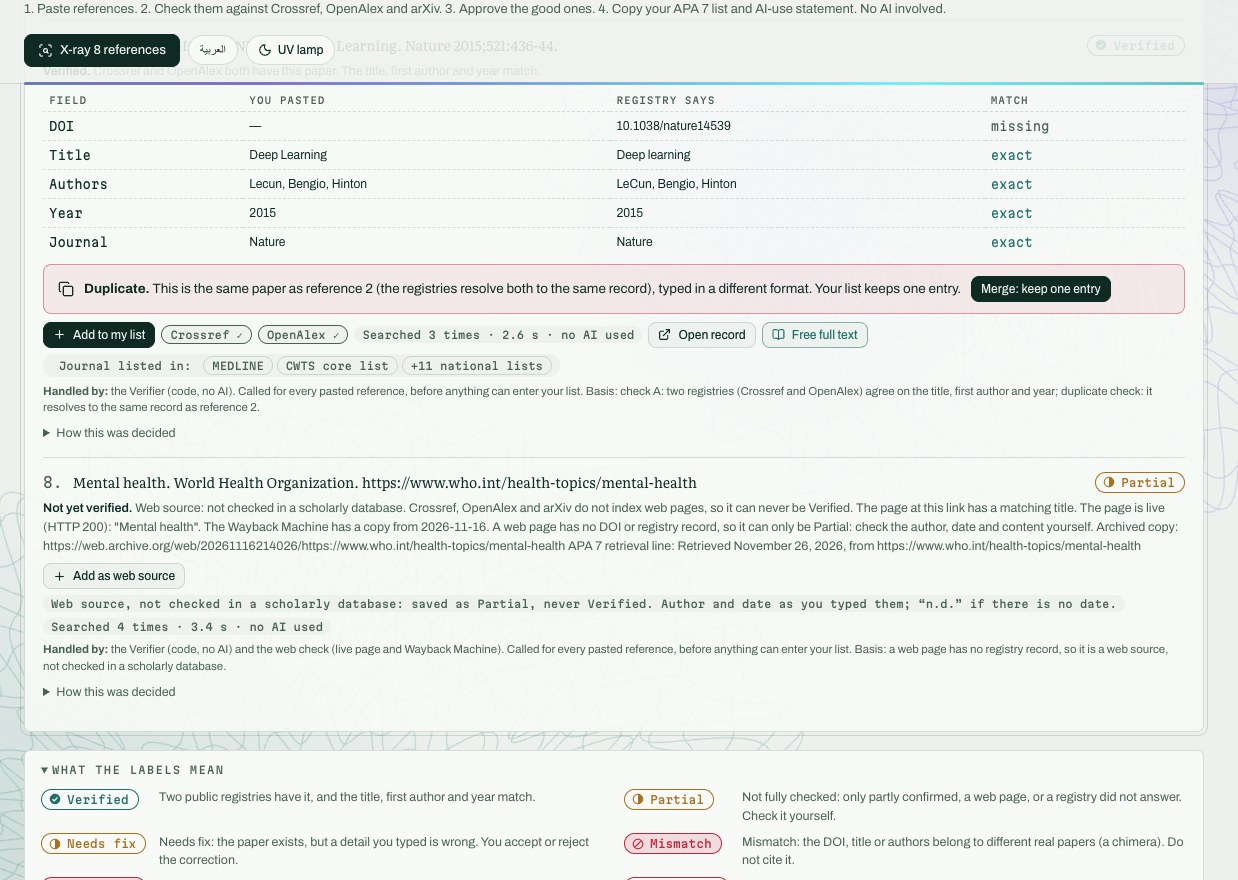 1. Paste references. 2. Check them against Crossref, OpenAlex and arXiv. 3. Approve the good ones. 4. Copy your APA 7 list and AI-use statement. No AI involved.
X-ray 8 references العربية UV lamp Learning. Nature 2015;521:436-44. Verified
Verified. Crossref and OpenAlex both have this paper. The title, first author and year match.
FIELD YOU PASTED REGISTRY SAYS MATCH
DOI — 10.1038/nature14539 missing
Title Deep Learning Deep learning exact
Authors Lecun, Bengio, Hinton LeCun, Bengio, Hinton exact
Year 2015 2015 exact
Journal Nature Nature exact
Duplicate. This is the same paper as reference 2 (the registries resolve both to the same record), typed in a different format. Your list keeps one entry. Merge: keep one entry
+ Add to my list Crossref ✓ OpenAlex ✓ Searched 3 times · 2.6 s · no AI used Open record Free full text
Journal listed in: MEDLINE CWTS core list +11 national lists
Handled by: the Verifier (code, no AI). Called for every pasted reference, before anything can enter your list. Basis: check A: two registries (Crossref and OpenAlex) agree on the title, first author and year; duplicate check: it
resolves to the same record as reference 2.
How this was decided
8. Mental health. World Health Organization. https://www.who.int/health-topics/mental-health Partial
Not yet verified. Web source: not checked in a scholarly database. Crossref, OpenAlex and arXiv do not index web pages, so it can never be Verified. The page at this link has a matching title. The page is live
(HTTP 200): "Mental health". The Wayback Machine has a copy from 2026-11-16. A web page has no DOI or registry record, so it can only be Partial: check the author, date and content yourself. Archived copy:
https://web.archive.org/web/20261116214026/https://www.who.int/health-topics/mental-health APA 7 retrieval line: Retrieved November 26, 2026, from https://www.who.int/health-topics/mental-health
+ Add as web source
Web source, not checked in a scholarly database: saved as Partial, never Verified. Author and date as you typed them; “n.d.” if there is no date.
Searched 4 times · 3.4 s · no AI used
Handled by: the Verifier (code, no AI) and the web check (live page and Wayback Machine). Called for every pasted reference, before anything can enter your list. Basis: a web page has no registry record, so it is a web source,
not checked in a scholarly database.
How this was decided
WHAT THE LABELS MEAN
Verified Two public registries have it, and the title, first author and year match. Partial Not fully checked: only partly confirmed, a web page, or a registry did not answer.
Check it yourself.
Needs fix Needs fix: the paper exists, but a detail you typed is wrong. You accept or reject Mismatch Mismatch: the DOI, title or authors belong to different real papers (a chimera). Do
the correction. not cite it.